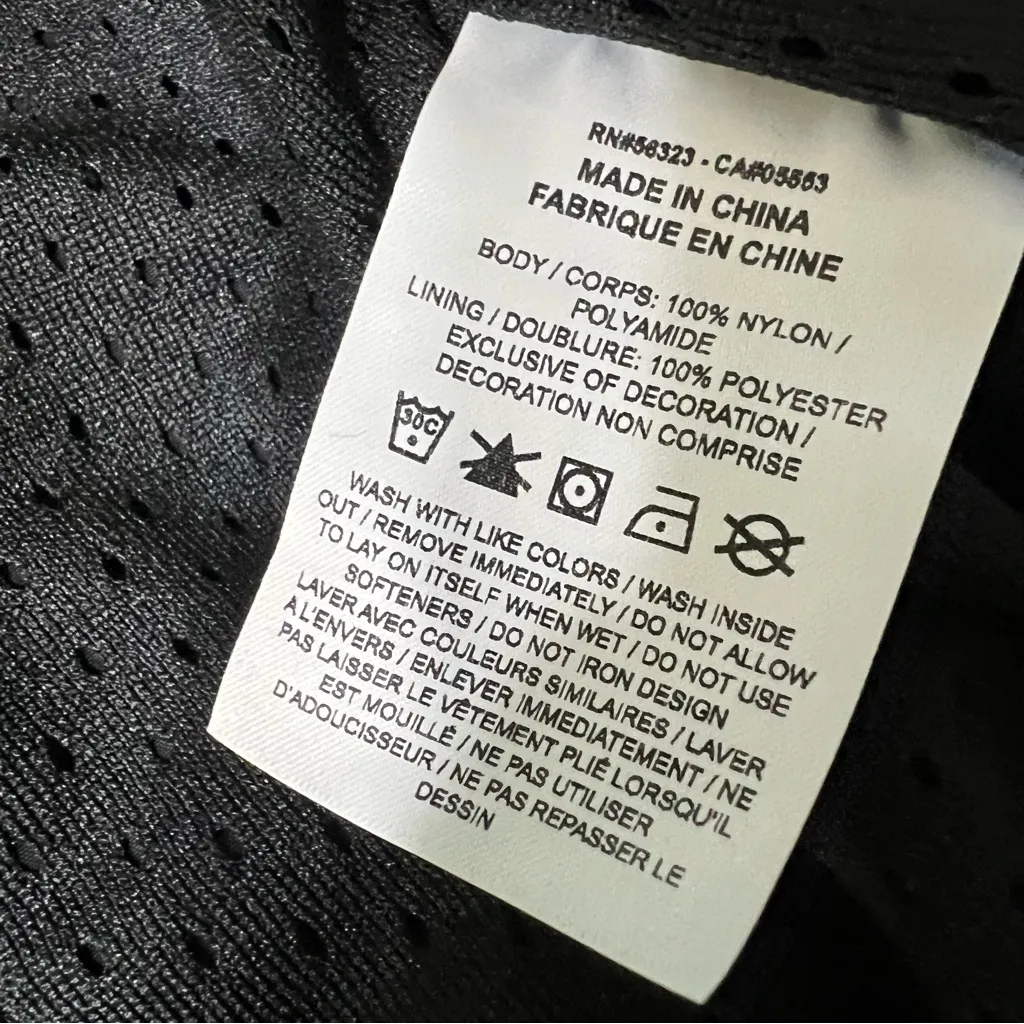 RN#56323 - CA#05563
MADE IN CHINA
FABRIQUE EN CHINE
BODY / CORPS: 100% NYLON /
POLYAMIDE
LINING / DOUBLURE: 100% POLYESTER
EXCLUSIVE OF DECORATION /
DECORATION NON COMPRISE
30C
WASH WITH LIKE COLORS / WASH INSIDE
OUT / REMOVE IMMEDIATELY / DO NOT ALLOW
TO LAY ON ITSELF WHEN WET / DO NOT USE
SOFTENERS / DO NOT IRON DESIGN
LAVER AVEC COULEURS SIMILAIRES / LAVER
A L'ENVERS / ENLEVER IMMEDIATEMENT / NE
PAS LAISSER LE VÊTEMENT PLIÉ LORSQU'IL
EST MOUILLÉ / NE PAS UTILISER
D'ADOUCISSEUR / NE PAS REPASSER LE
DESSIN